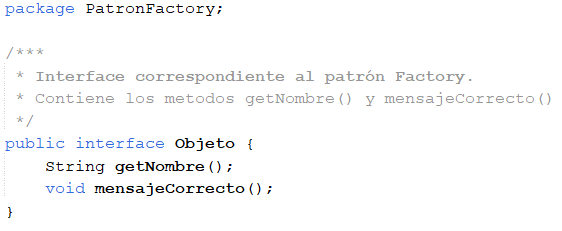 package PatronFactory;
/***
* Interface correspondiente al patrón Factory.
* Contiene los metodos getNombre() y mensajeCorrecto()
*/
public interface Objeto {
String getNombre();
void mensajeCorrecto();
}